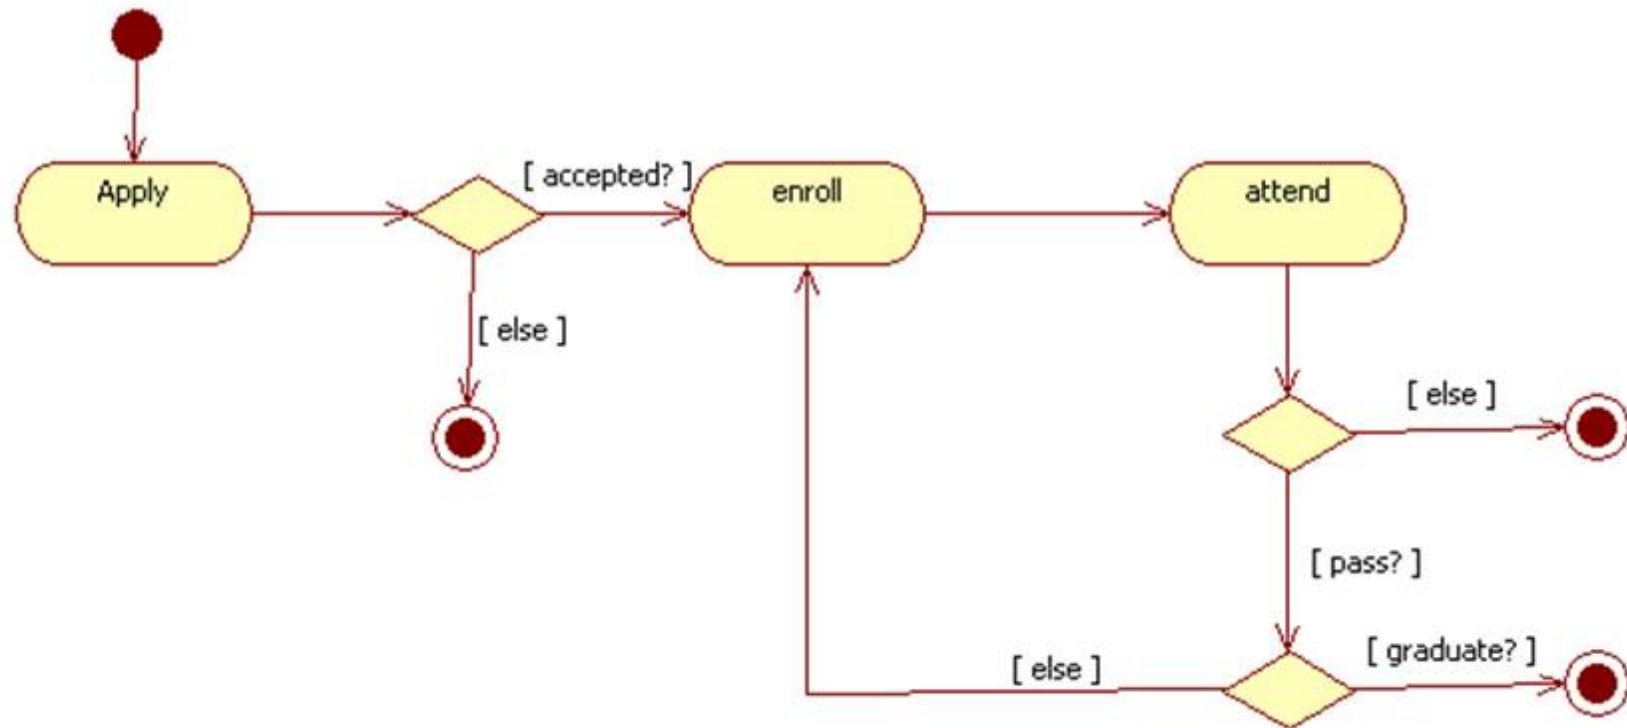 Apply
[ accepted? ]
enroll
attend
[ else ]
[ else ]
[ pass? ]
[ else ]
[ graduate? ]